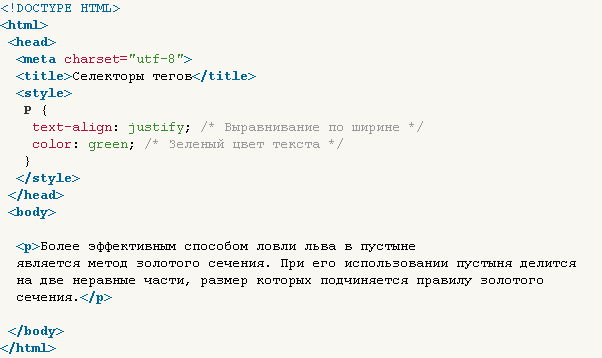 <!DOCTYPE HTML>
<html>
 <head>
  <meta charset="utf-8">
  <title>Селекторы тегов</title>
  <style>
   P {
    text-align: justify; /* Выравнивание по ширине */
    color: green; /* Зеленый цвет текста */
   }
  </style>
 </head>
 <body>

  <p>Более эффективным способом ловли льва в пустыне
  является метод золотого сечения. При его использовании пустыня делится
  на две неравные части, размер которых подчиняется правилу золотого
  сечения.</p>

 </body>
</html>